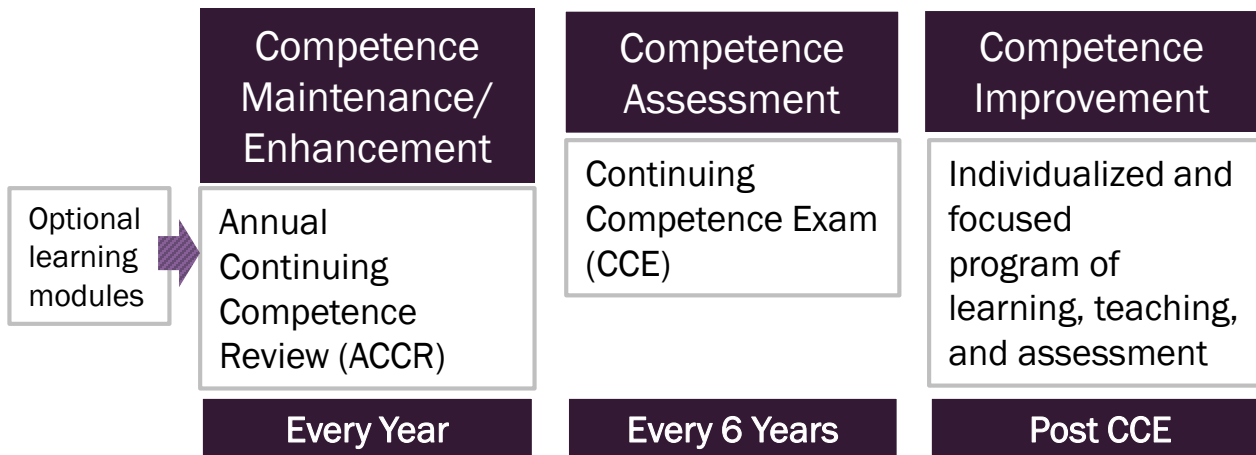 Optional
learning
modules
Competence
Maintenance/
Enhancement
Annual
Continuing
Competence
Review (ACCR)
Every Year
Competence
Assessment
Continuing
Competence Exam
(CCE)
Every 6 Years
Competence
Improvement
Individualized and
focused
program of
learning, teaching,
and assessment
Post CCE